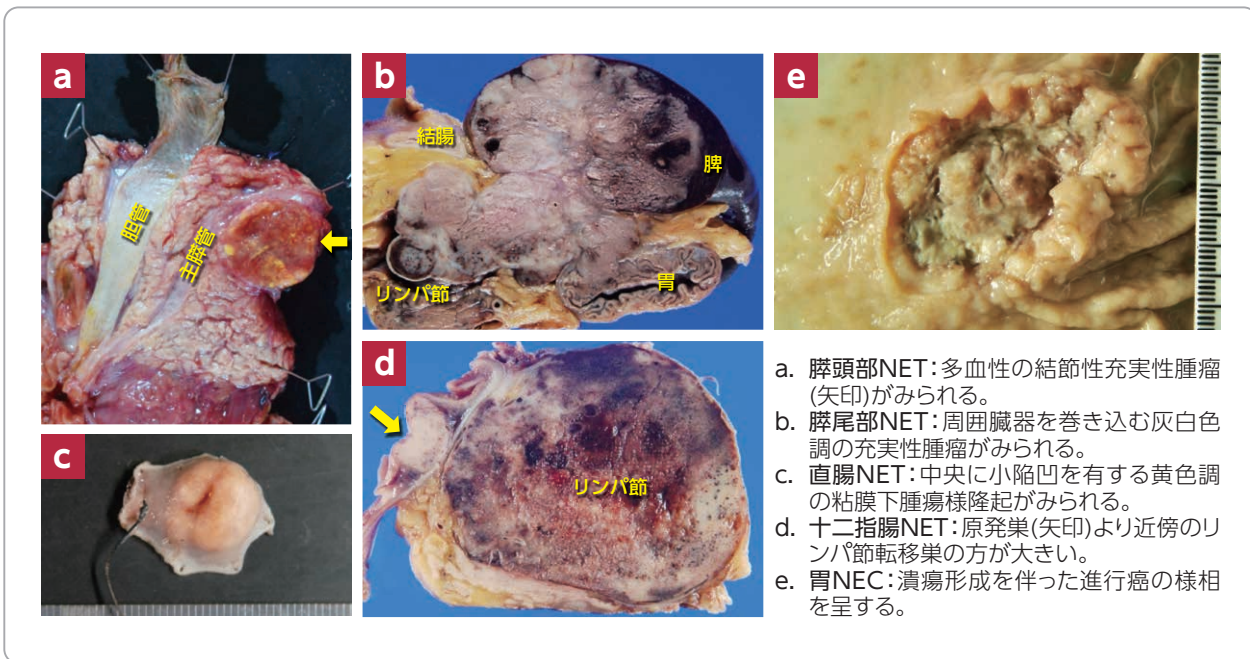 a
胆管
主膵管
b
結腸
脾
リンパ節
胃
c
d
リンパ節
e
a. 膵頭部NET：多血性の結節性充実性腫瘤
(矢印)がみられる。
b. 膵尾部NET：周囲臓器を巻き込む灰白色
調の充実性腫瘤がみられる。
c. 直腸NET：中央に小陥凹を有する黄色調
の粘膜下腫瘍様隆起がみられる。
d. 十二指腸NET：原発巣(矢印)より近傍のリ
ンパ節転移巣の方が大きい。
e. 胃NEC：潰瘍形成を伴った進行癌の様相
を呈する。